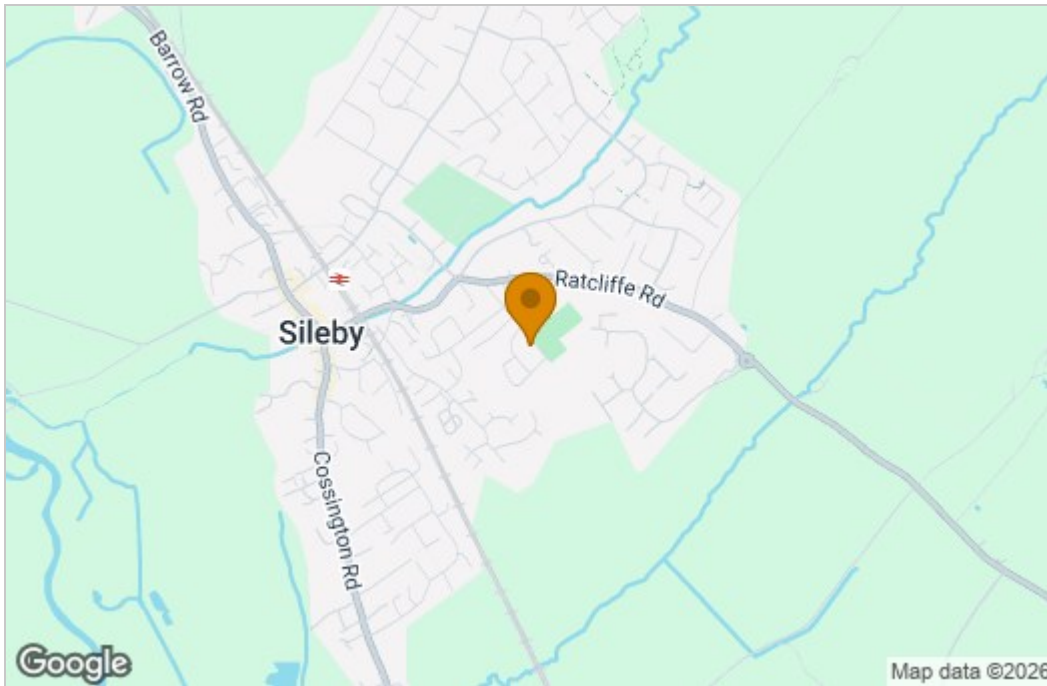 Barrow Rd
Ratcliffe Rd
Sileby
Cossington Rd
Google
Map data ©2026